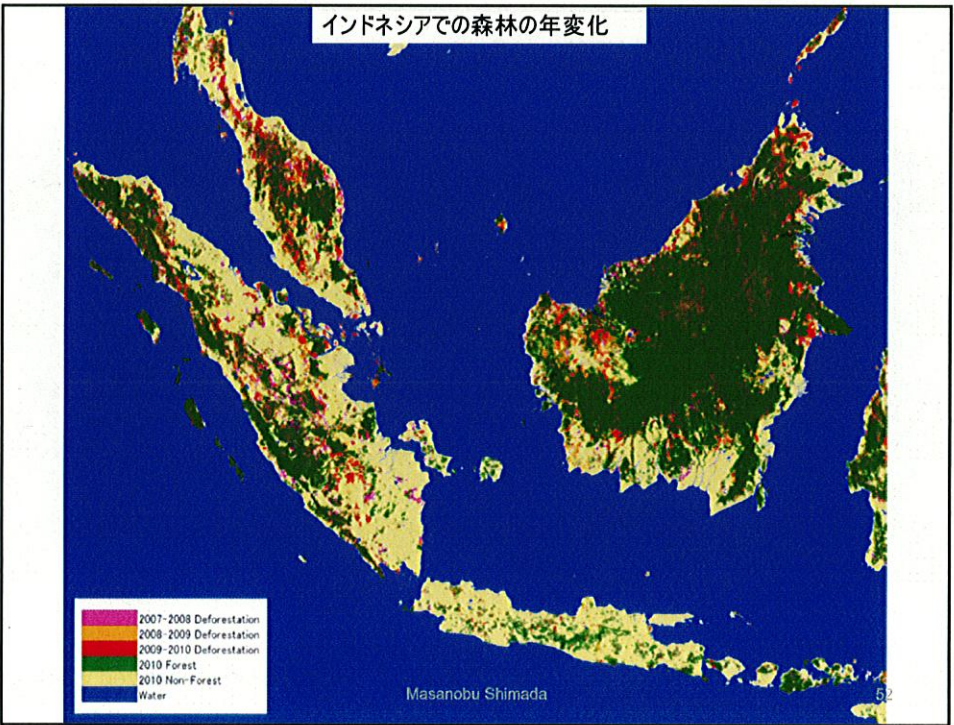 インドネシアでの森林の年変化
2007-2008 Deforestation
2008-2009 Deforestation
2009-2010 Deforestation
2010 Forest
2010 Non-Forest
Water
Masanobu Shimada
52